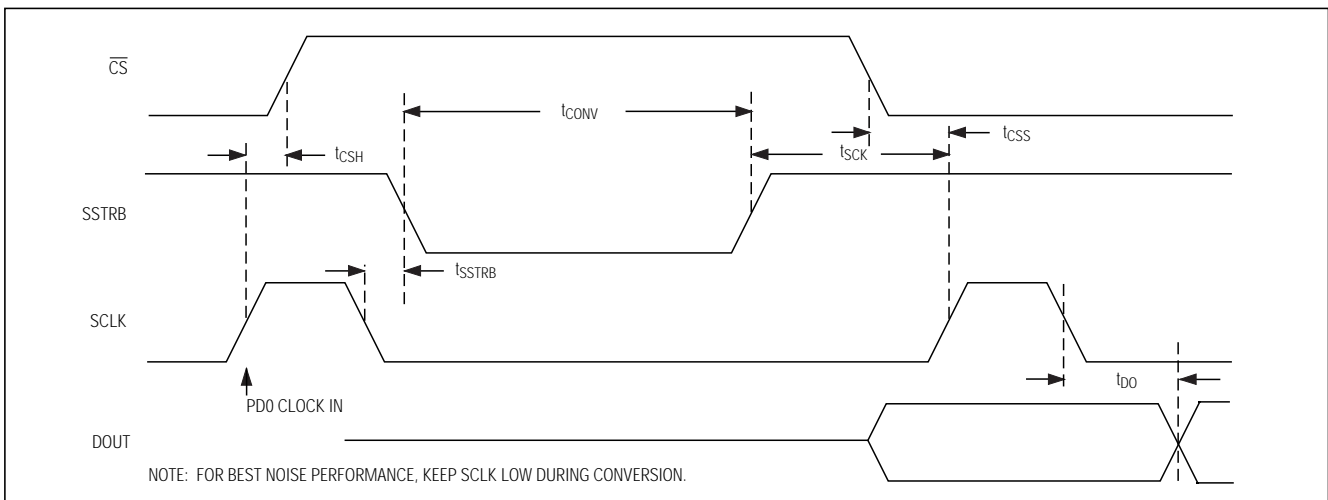 CS
tCONV
tCSS
tCSH
tSCK
SSTRB
tSSTRB
SCLK
tDO
PD0 CLOCK IN
DOUT
NOTE: FOR BEST NOISE PERFORMANCE, KEEP SCLK LOW DURING CONVERSION.